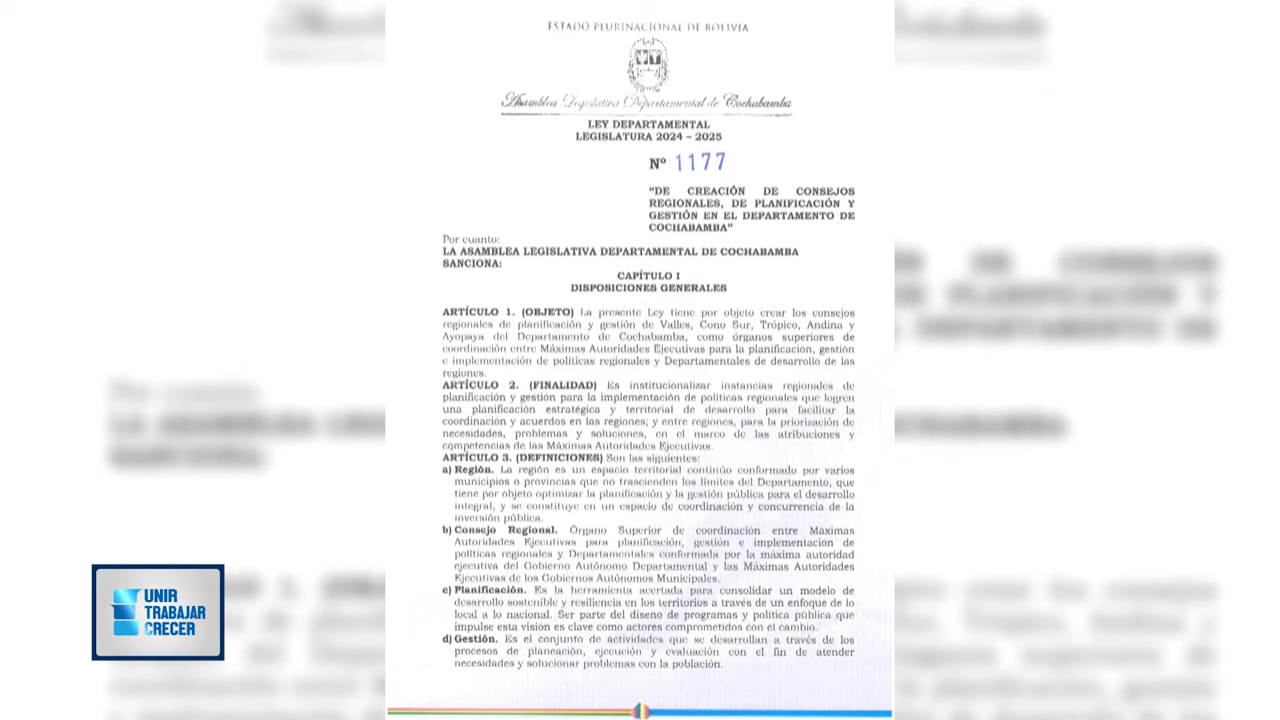 ESTADO PLURINACIONAL DE BOLIVIA
Asamblea Legislativa Departamental de Cochabamba
LEY DEPARTAMENTAL
LEGISLATURA 2024 – 2025
Nº 1177
"DE CREACIÓN DE CONSEJOS
REGIONALES, DE PLANIFICACIÓN Y
GESTIÓN EN EL DEPARTAMENTO DE
COCHABAMBA"
Por cuanto:
LA ASAMBLEA LEGISLATIVA DEPARTAMENTAL DE COCHABAMBA
SANCIONA:
CAPÍTULO I
DISPOSICIONES GENERALES
ARTÍCULO 1. (OBJETO) La presente Ley tiene por objeto crear los consejos
regionales de planificación y gestión de Valles, Cono Sur, Trópico, Andina y
Ayopaya del Departamento de Cochabamba, como órganos superiores de
coordinación entre Máximas Autoridades Ejecutivas para la planificación, gestión
e implementación de políticas regionales y Departamentales de desarrollo de las
regiones.
ARTÍCULO 2. (FINALIDAD) Es institucionalizar instancias regionales de
planificación y gestión para la implementación de políticas regionales que logren
una planificación estratégica y territorial de desarrollo para facilitar la
coordinación y acuerdos en las regiones; y entre regiones, para la priorización de
necesidades, problemas y soluciones, en el marco de las atribuciones y
competencias de las Máximas Autoridades Ejecutivas.
ARTÍCULO 3. (DEFINICIONES) Son las siguientes:
a) Región. La región es un espacio territorial continúo conformado por varios
municipios o provincias que no trascienden los límites del Departamento, que
tiene por objeto optimizar la planificación y la gestión pública para el desarrollo
integral, y se constituye en un espacio de coordinación y concurrencia de la
inversión pública.
b) Consejo Regional. Órgano Superior de coordinación entre Máximas
Autoridades Ejecutivas para planificación, gestión e implementación de
políticas regionales y Departamentales conformada por la máxima autoridad
ejecutiva del Gobierno Autónomo Departamental y las Máximas Autoridades
Ejecutivas de los Gobiernos Autónomos Municipales.
c) Planificación. Es la herramienta acertada para consolidar un modelo de
desarrollo sostenible y resiliencia en los territorios a través de un enfoque de lo
local a lo nacional. Ser parte del diseño de programas y política pública que
impulse esta visión es clave como actores comprometidos con el cambio.
d) Gestión. Es el conjunto de actividades que se desarrollan a través de los
procesos de planeación, ejecución y evaluación con el fin de atender
necesidades y solucionar problemas con la población.
UNIR
TRABAJAR
CRECER